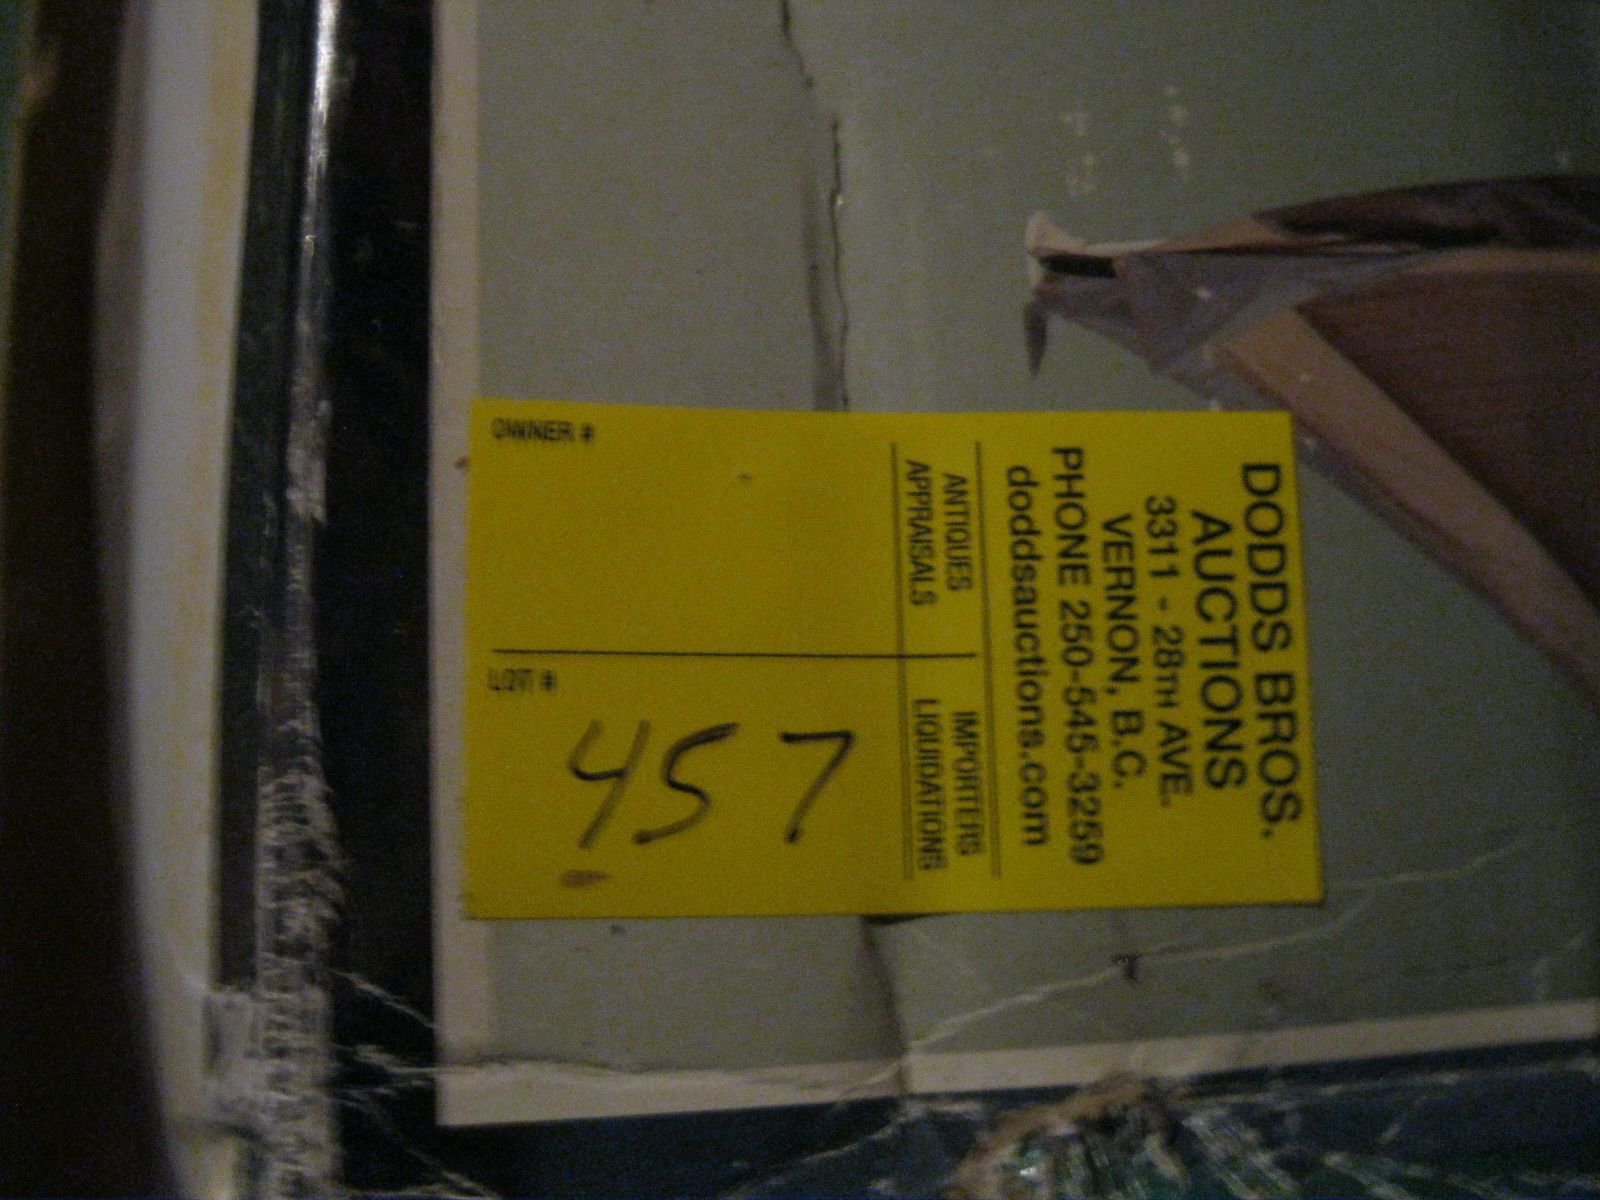 DODDS BROS.
AUCTIONS
3311 - 28TH AVE.
VERNON, B.C.
PHONE 250-545-3259
doddsauctions.com
ANTIQUES
APPRAISALS
IMPORTERS
LIQUIDATIONS
OWNER #
LOT #
457